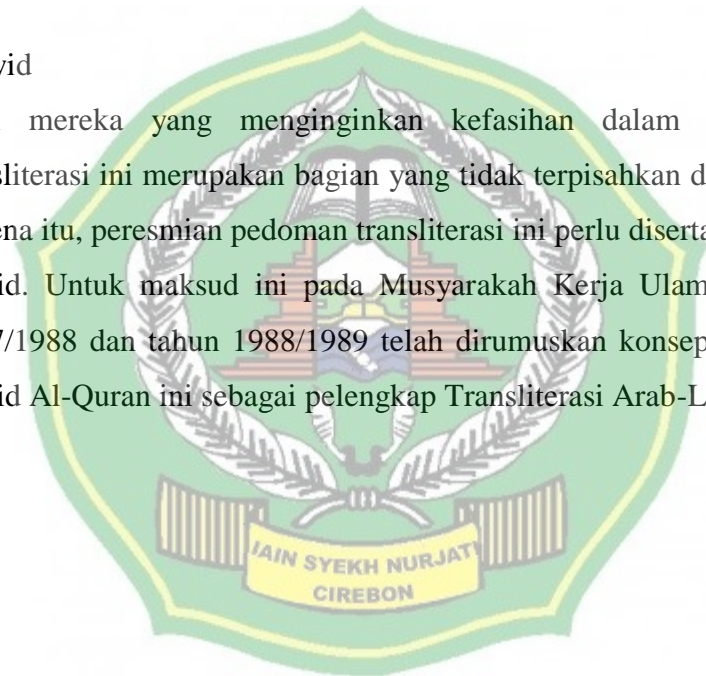 vid
mereka yang menginginkan kefasihan dalam
sliterasi ini merupakan bagian yang tidak terpisahkan d
ena itu, peresmian pedoman transliterasi ini perlu diserta
id. Untuk maksud ini pada Musyarakah Kerja Ulam
7/1988 dan tahun 1988/1989 telah dirumuskan konsep
id Al-Quran ini sebagai pelengkap Transliterasi Arab-L
IAIN SYEKH NURJATI
CIREBON